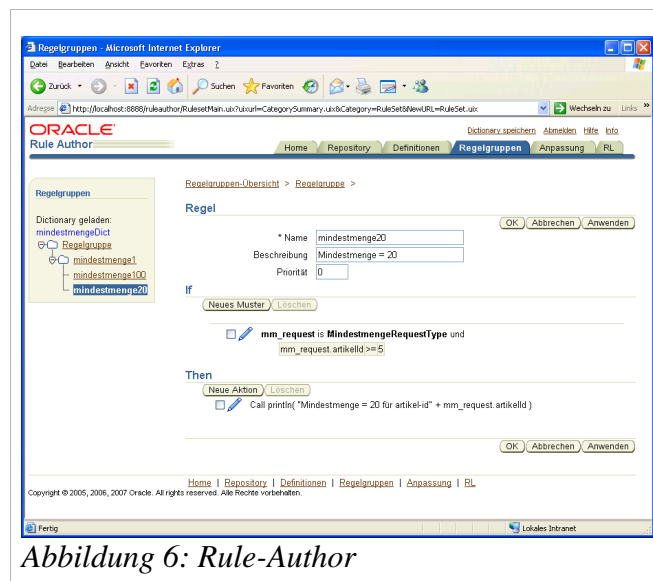 Regelgruppen - Microsoft Internet Explorer
Datei Bearbeiten Ansicht Favoriten Extras ?
Zurück Suchen Favoriten
Adresse http://localhost:8888/ruleauthor/RulesetMain.uix?uixurl=CategorySummary.uix&Category=RuleSet&NewURL=RuleSet.uix Wechseln zu Links »
ORACLE
Dictionary speichern Abmelden Hilfe Info
Rule Author
Home Repository Definitionen Regelgruppen Anpassung RL
Regelgruppen
Dictionary geladen:
mindestmengeDict
Regelgruppe
mindestmenge1
mindestmenge100
mindestmenge20
Regelgruppen-Übersicht > Regelgruppe >
Regel
OK Abbrechen Anwenden
* Name mindestmenge20
Beschreibung Mindestmenge = 20
Priorität 0
If
Neues Muster Löschen
mm_request is MindestmengeRequestType und
mm_request.artikelId >= 5
Then
Neue Aktion Löschen
Call println( "Mindestmenge = 20 für artikel-id" + mm_request.artikelId )
OK Abbrechen Anwenden
Home | Repository | Definitionen | Regelgruppen | Anpassung | RL
Copyright © 2005, 2006, 2007 Oracle. All rights reserved. Alle Rechte vorbehalten.
Fertig Lokales Intranet
Abbildung 6: Rule-Author